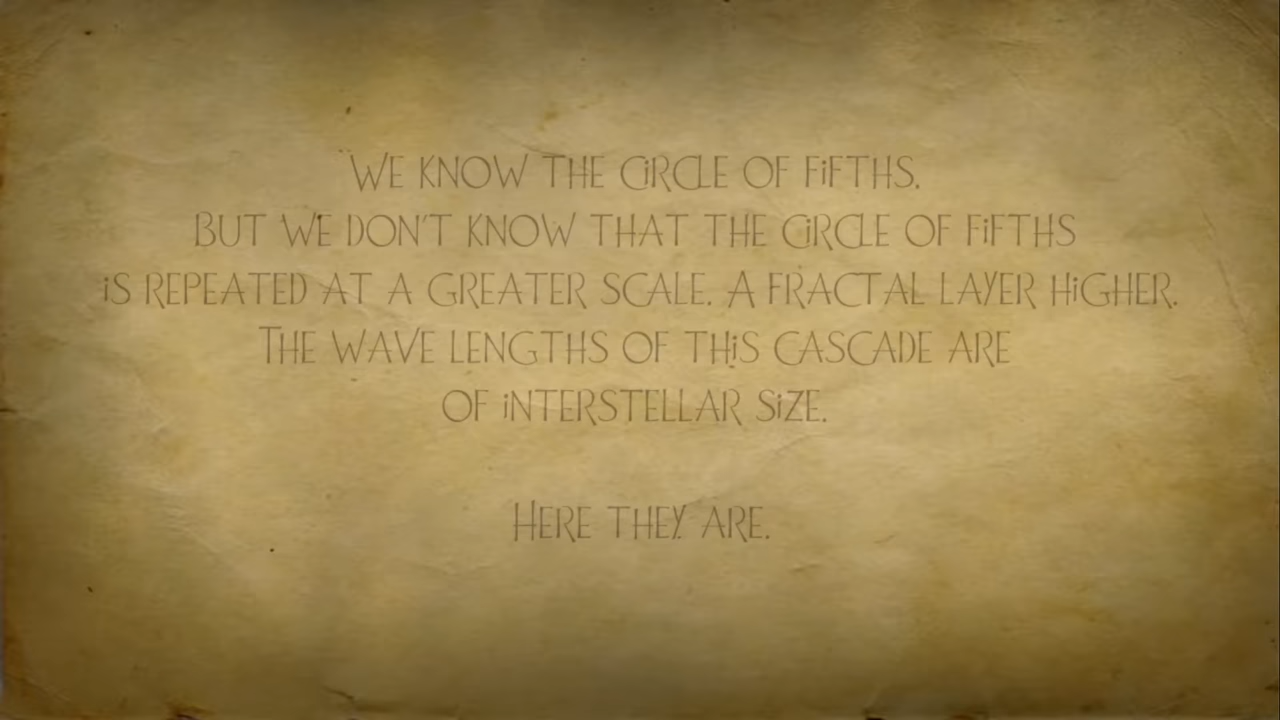 WE KNOW THE CiRCLE OF FiFTHS.
BUT WE DON'T KNOW THAT THE CiRCLE OF FiFTHS
iS REPEATED AT A GREATER SCALE. A FRACTAL LAYER HiGHER.
THE WAVE LENGTHS OF THiS CASCADE ARE
OF iNTERSTELLAR SiZE.
HERE THEY ARE.